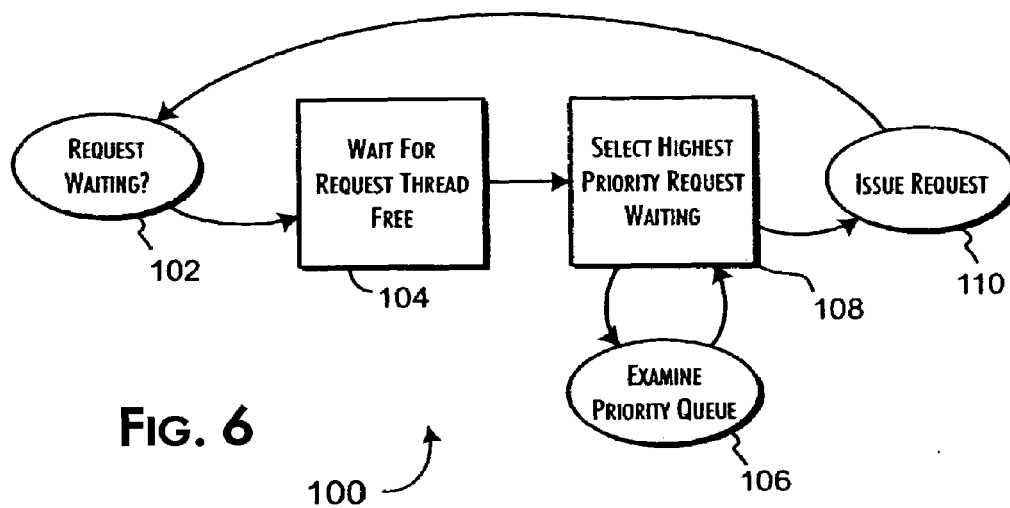 REQUEST
WAITING?
102
WAIT FOR
REQUEST THREAD
FREE
104
SELECT HIGHEST
PRIORITY REQUEST
WAITING
108
ISSUE REQUEST
110
EXAMINE
PRIORITY QUEUE
106
FIG. 6
100